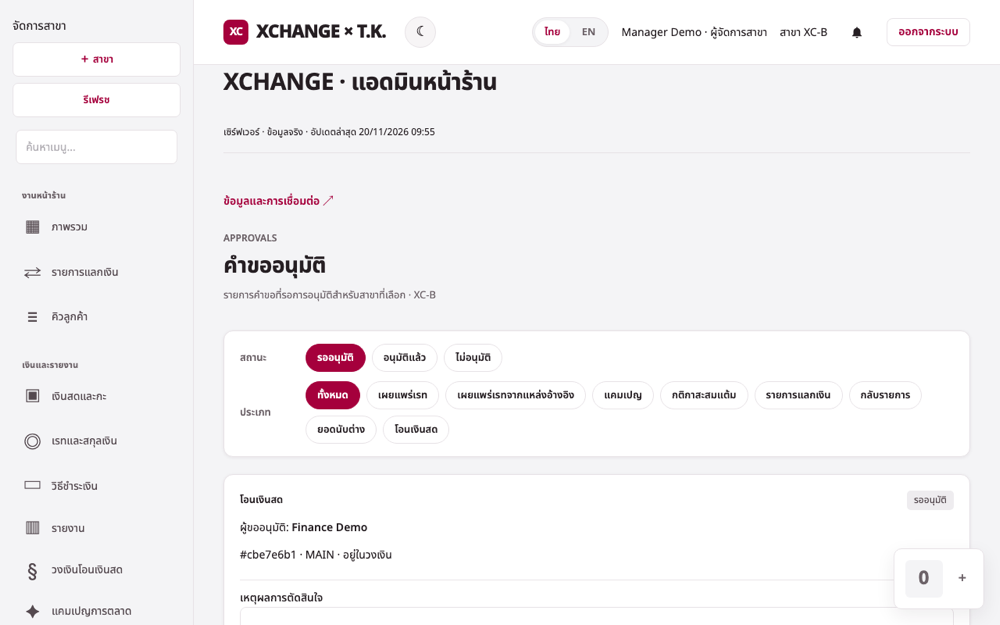 จัดการสาขา
+ สาขา
รีเฟรช
ค้นหาเมนู...
งานหน้าร้าน
ภาพรวม
รายการแลกเงิน
คิวลูกค้า
เงินและรายงาน
เงินสดและกะ
เรทและสกุลเงิน
วิธีชำระเงิน
รายงาน
§ วงเงินโอนเงินสด
แคมเปญการตลาด
XC XCHANGE × T.K.
ไทย EN Manager Demo · ผู้จัดการสาขา สาขา XC-B ออกจากระบบ
XCHANGE · แอดมินหน้าร้าน
เซิร์ฟเวอร์ · ข้อมูลจริง · อัปเดตล่าสุด 20/11/2026 09:55
ข้อมูลและการเชื่อมต่อ ↗
APPROVALS
คำขออนุมัติ
รายการคำขอที่รอการอนุมัติสำหรับสาขาที่เลือก · XC-B
สถานะ รออนุมัติ อนุมัติแล้ว ไม่อนุมัติ
ประเภท ทั้งหมด เผยแพร่เรท เผยแพร่เรทจากแหล่งอ้างอิง แคมเปญ กติกาสะสมแต้ม รายการแลกเงิน กลับรายการ
ยอดนับต่าง โอนเงินสด
โอนเงินสด รออนุมัติ
ผู้ขออนุมัติ: Finance Demo
#cbe7e6b1 · MAIN · อยู่ในวงเงิน
เหตุผลการตัดสินใจ
0 +